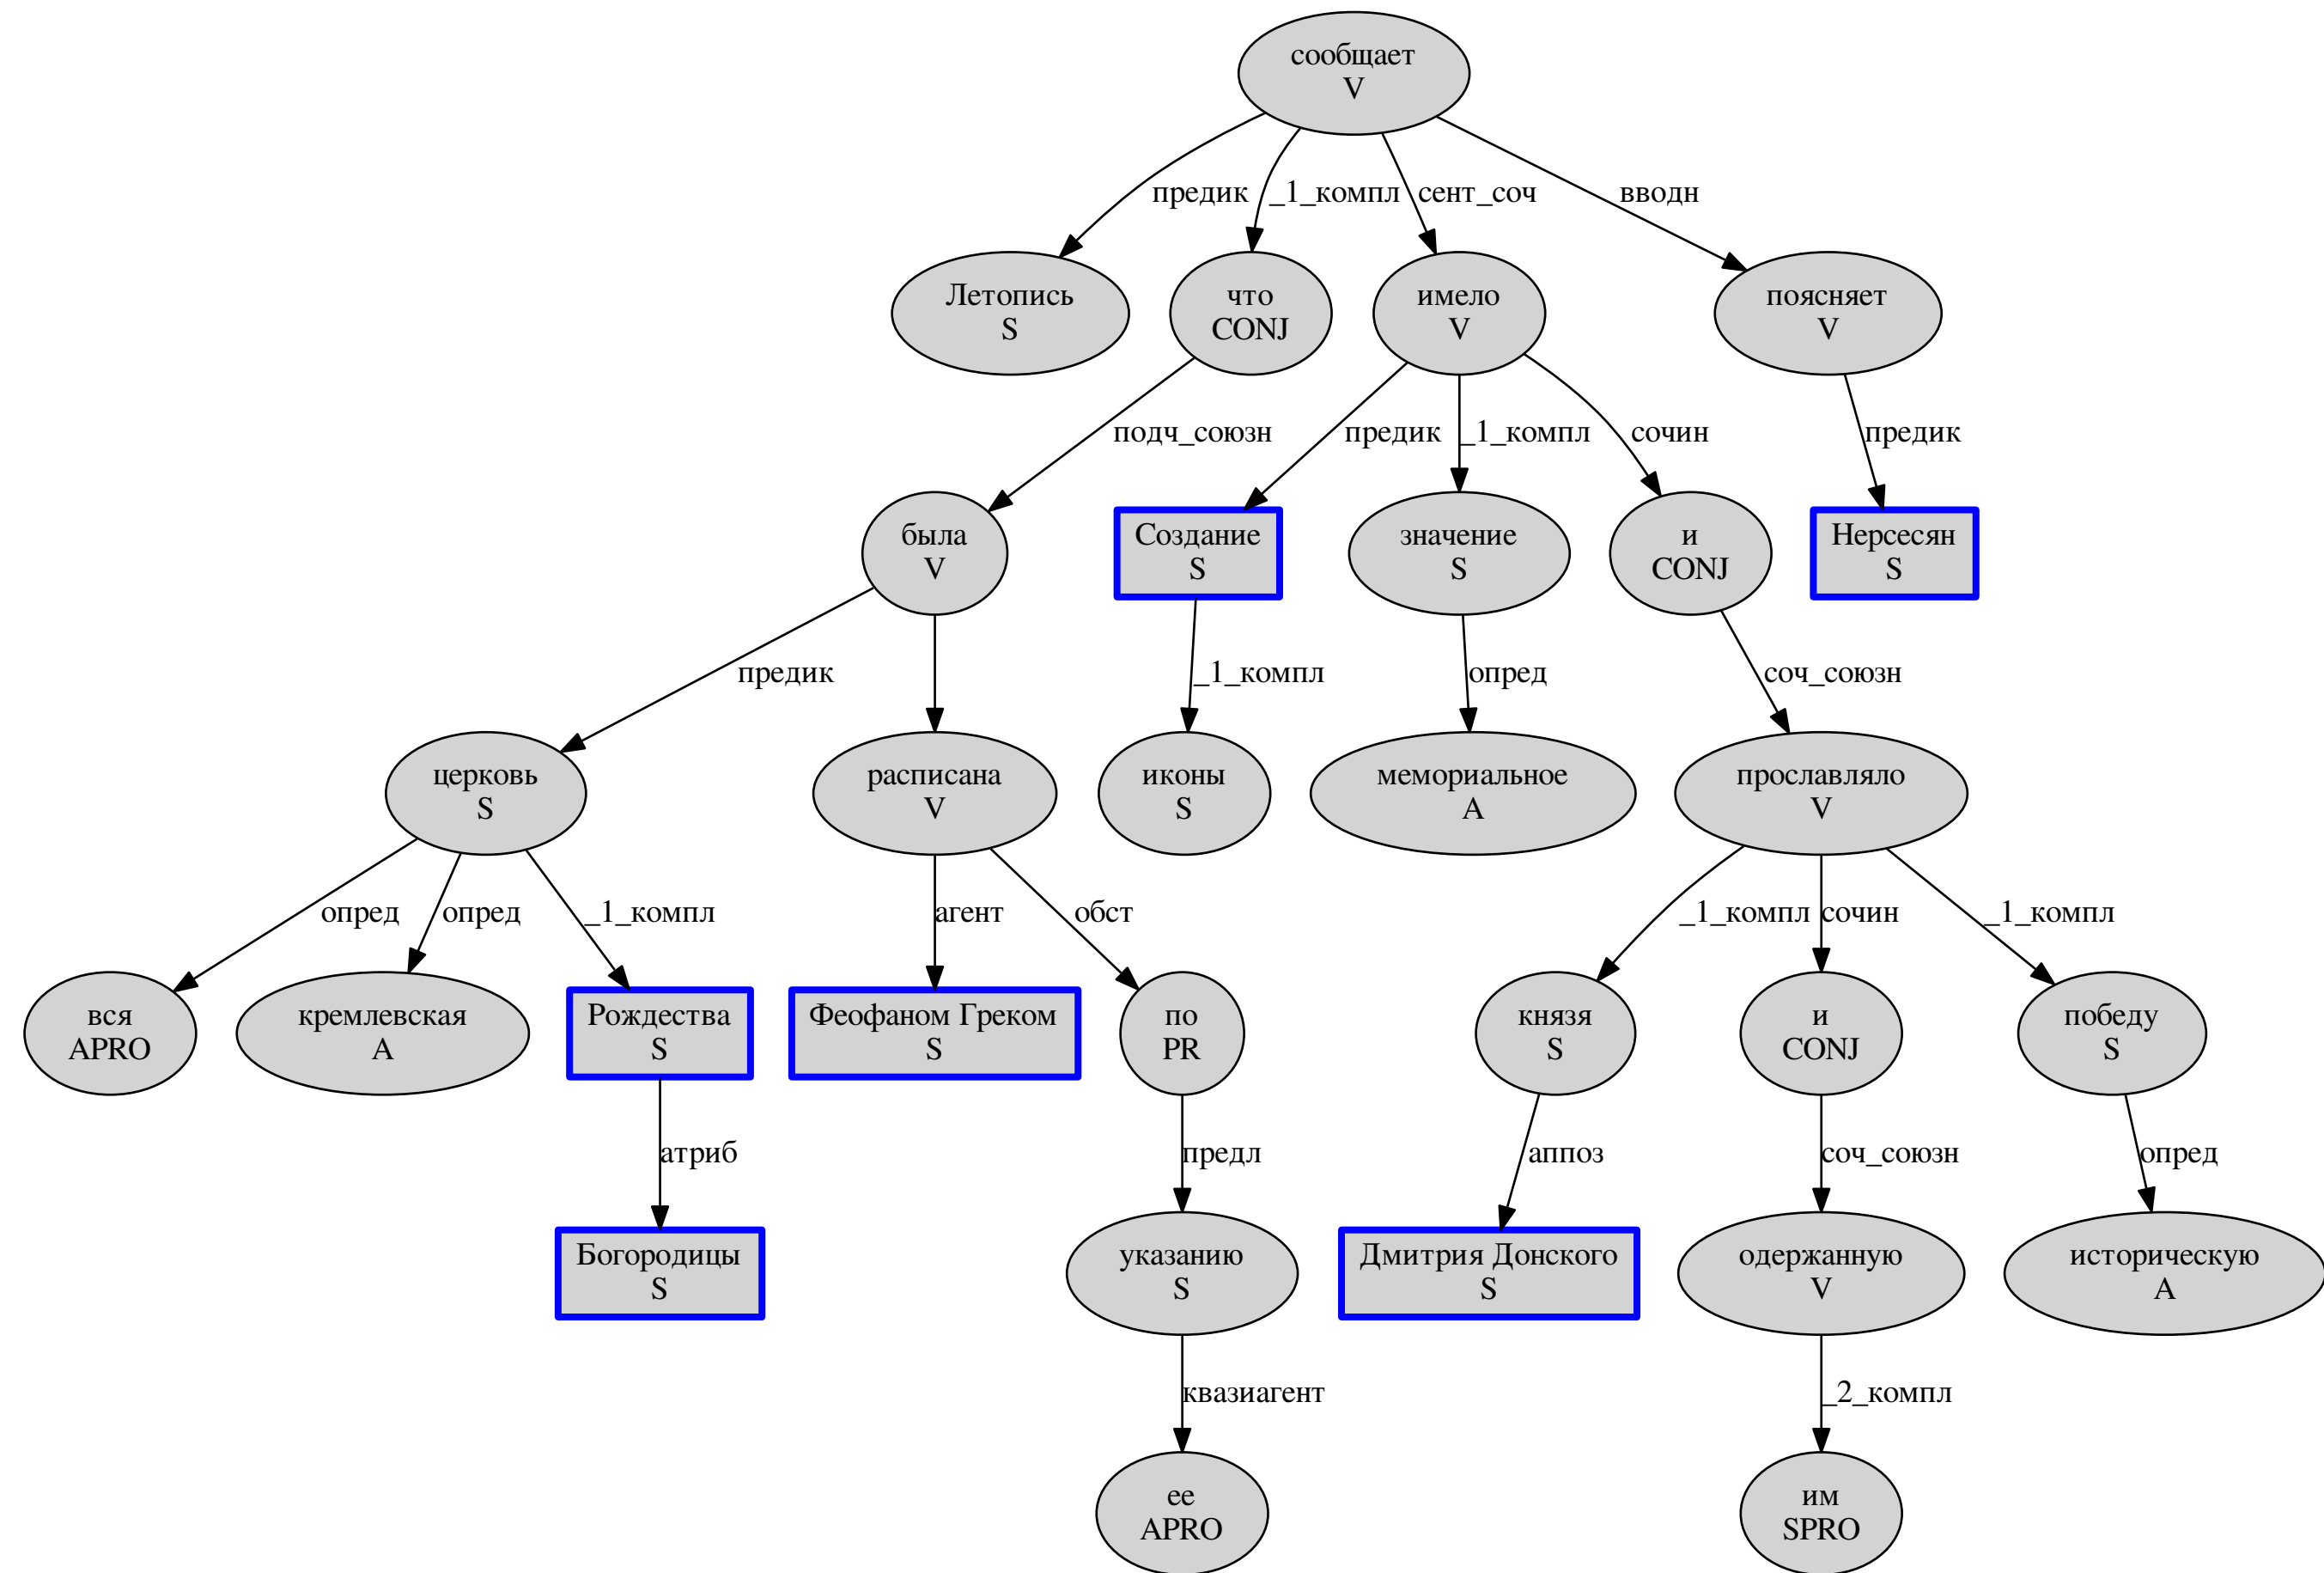 сообщает
V
предик
_1_компл
сент_соч
вводн
Летопись
S
что
CONJ
имело
V
поясняет
V
подч_союзн
предик
_1_компл
сочин
предик
была
V
Создание
S
значение
S
и
CONJ
Нерсесян
S
предик
_1_компл
опред
соч_союзн
церковь
S
расписана
V
иконы
S
мемориальное
A
прославляло
V
опред
опред
_1_компл
агент
обст
_1_компл
сочин
_1_компл
вся
APRO
кремлевская
A
Рождества
S
Феофаном Греком
S
по
PR
князя
S
и
CONJ
победу
S
атриб
предл
аппоз
соч_союзн
опред
Богородицы
S
указанию
S
Дмитрия Донского
S
одержанную
V
историческую
A
квазиагент
_2_компл
ее
APRO
им
SPRO